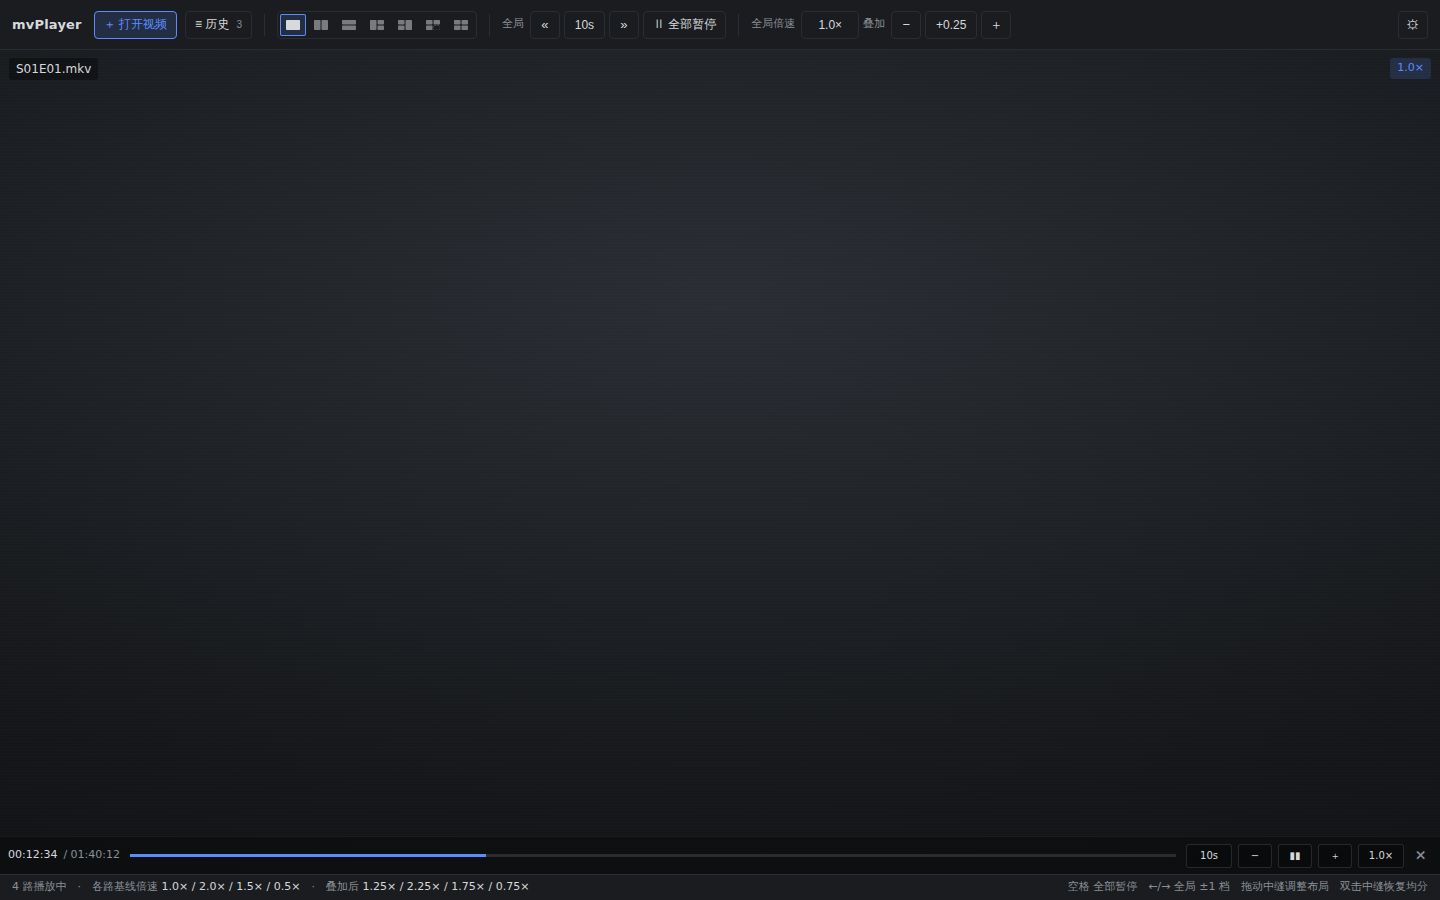 mvPlayer + 打开视频 ≡ 历史 3 全局 « 10s » II 全部暂停 全局倍速 1.0× 叠加 − +0.25 +
S01E01.mkv 1.0×
00:12:34 / 01:40:12 10s − + 1.0× ×
4 路播放中 · 各路基线倍速 1.0× / 2.0× / 1.5× / 0.5× · 叠加后 1.25× / 2.25× / 1.75× / 0.75× 空格 全部暂停 ←/→ 全局 ±1 档 拖动中缝调整布局 双击中缝恢复均分